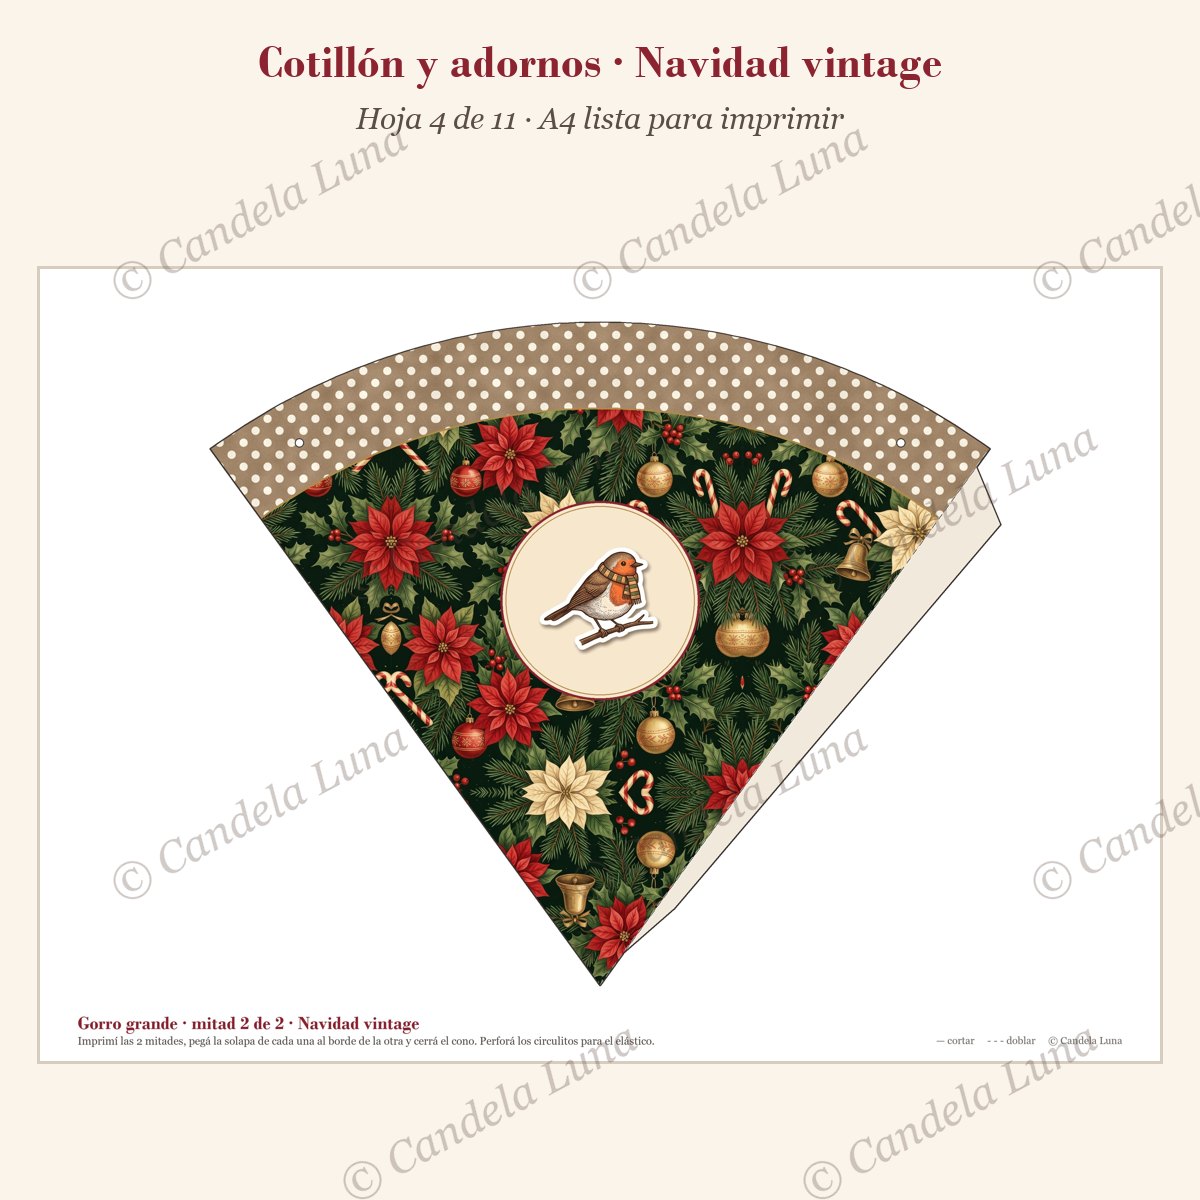 Cotillón y adornos · Navidad vintage
Hoja 4 de 11 · A4 lista para imprimir
© Candela Luna
© Candela Luna
© Candela
© Candela Luna
© Candela Luna
© Candela Luna
© Candela
Gorro grande · mitad 2 de 2 · Navidad vintage
Imprimí las 2 mitades, pegá la solapa de cada una al borde de la otra y cerrá el cono. Perforá los circulitos para el elástico.
— cortar - - - doblar © Candela Luna
© Candela Luna
© Candela Luna